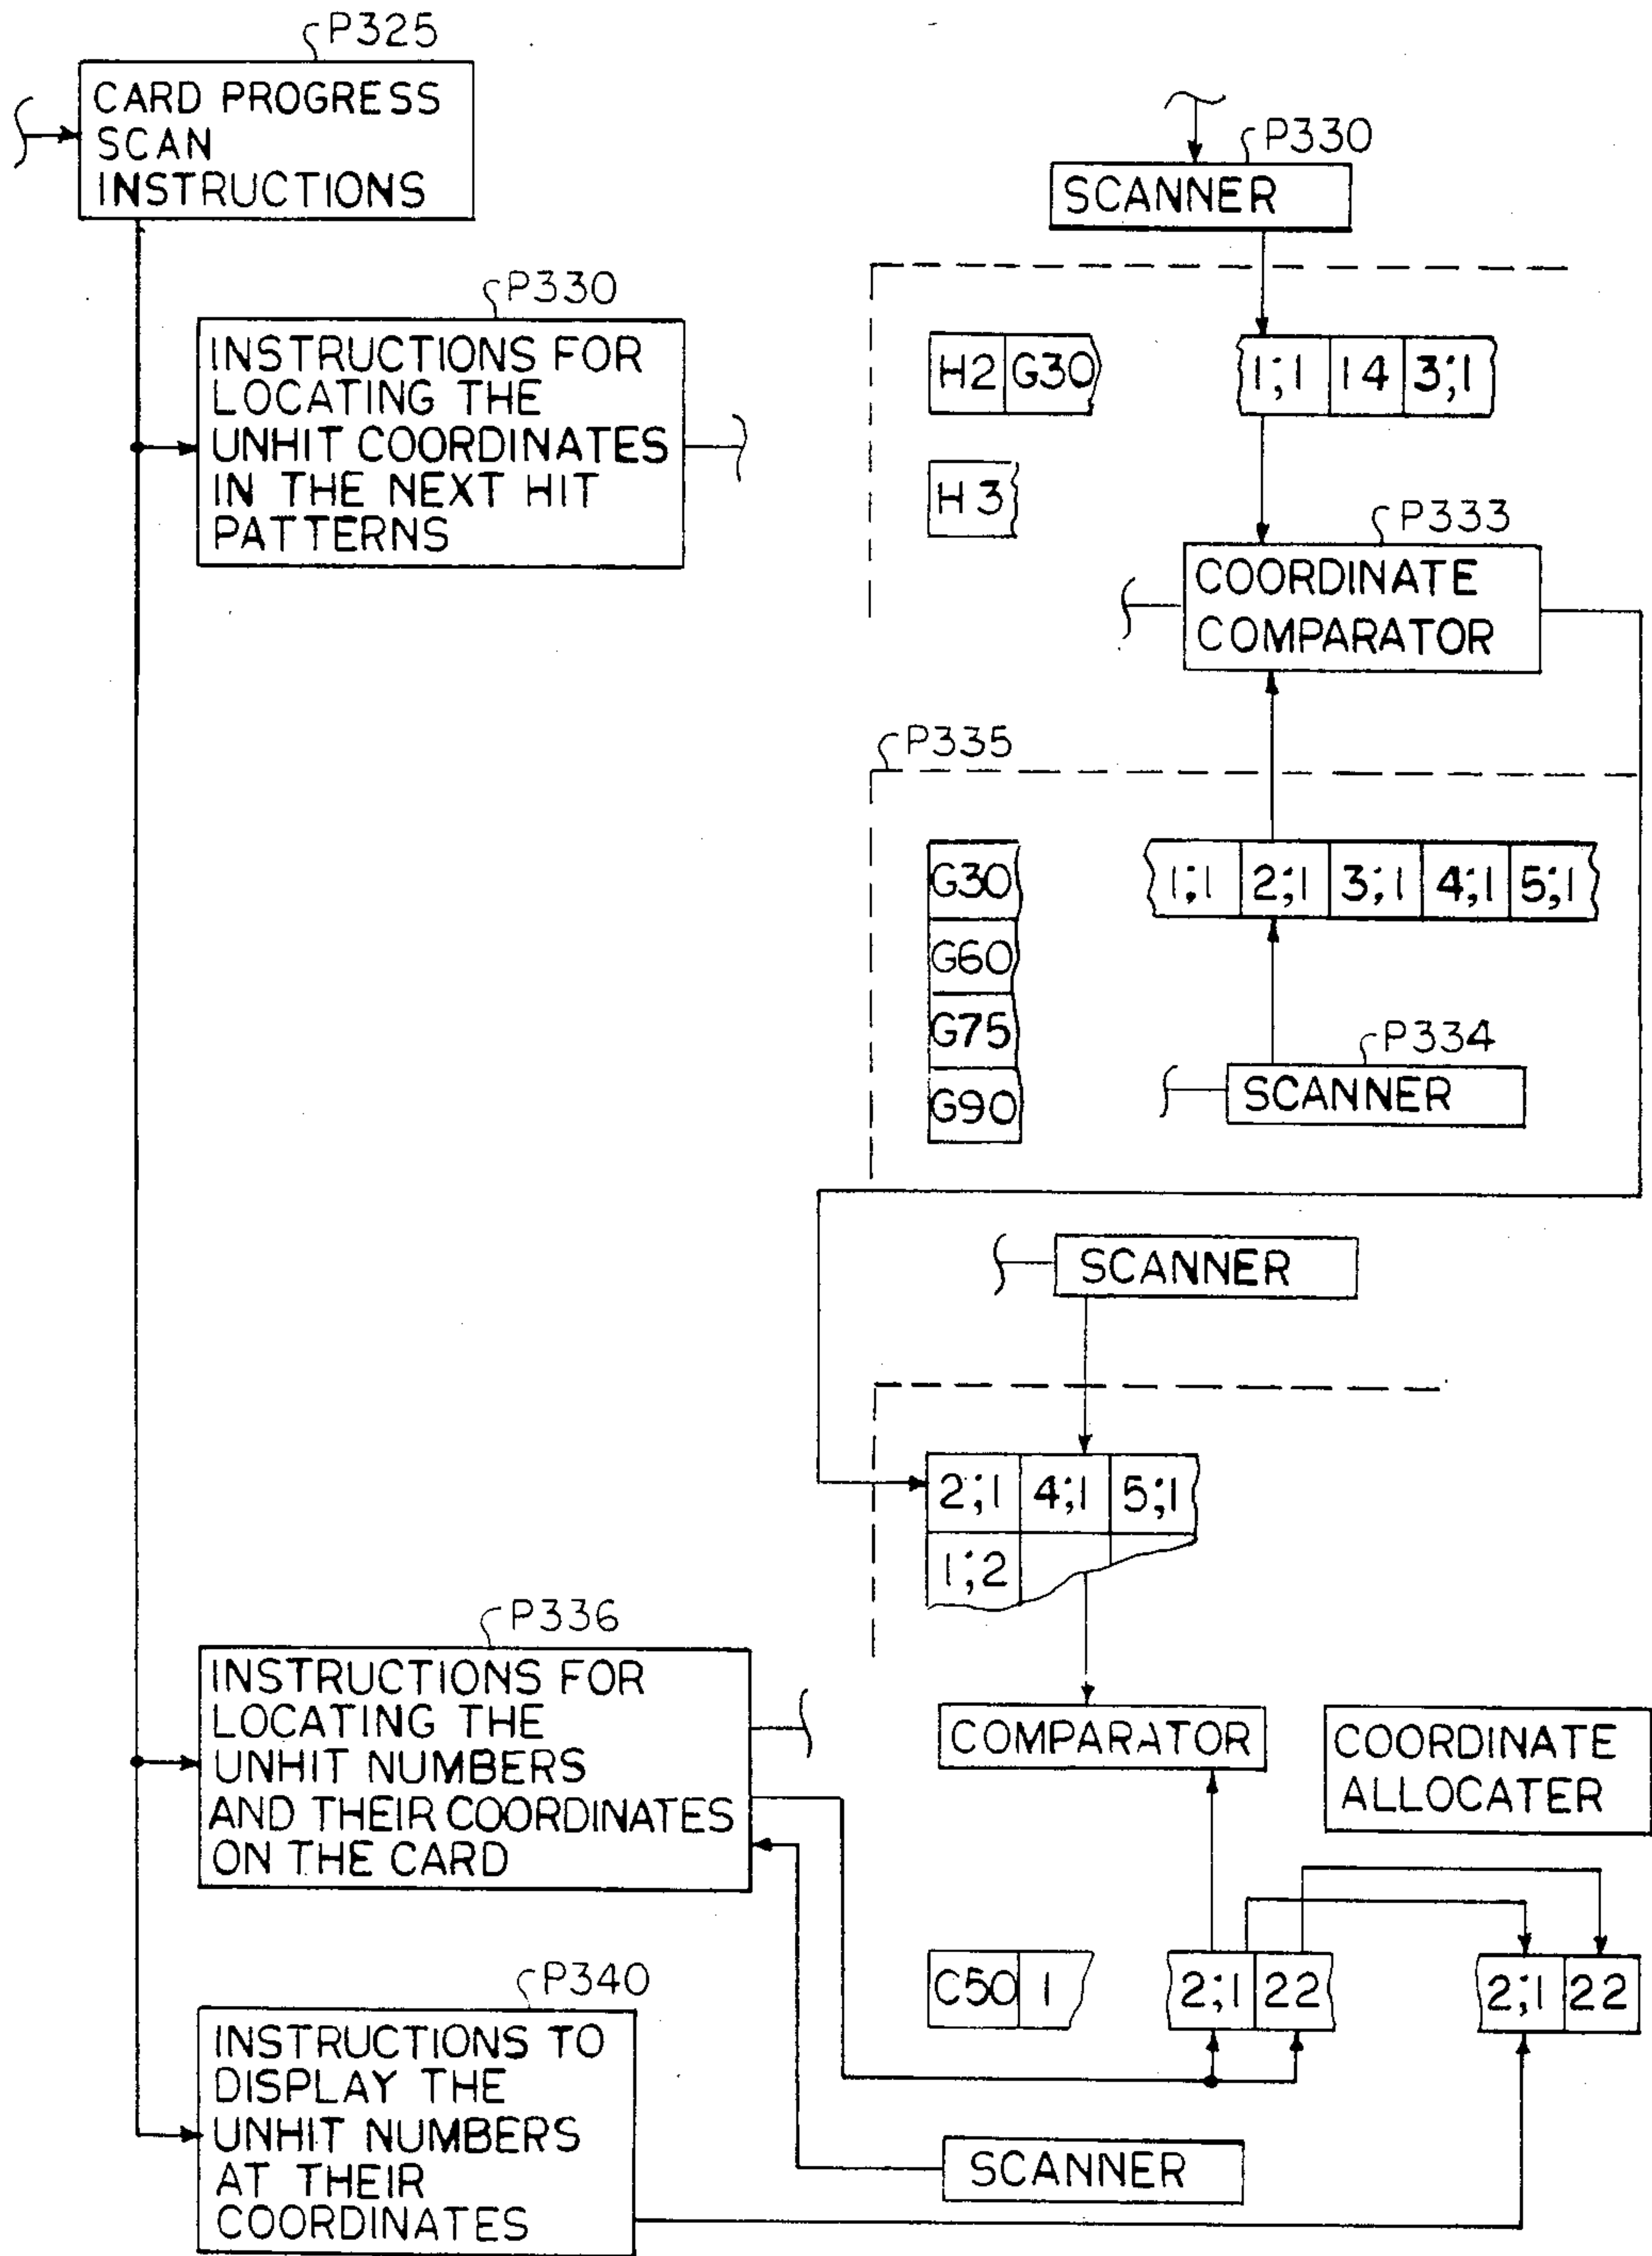 P325
CARD PROGRESS
SCAN
INSTRUCTIONS
P330
SCANNER
P330
INSTRUCTIONS FOR
LOCATING THE
UNHIT COORDINATES
IN THE NEXT HIT
PATTERNS
H2 G30
1;1 14 3;1
H3
P333
COORDINATE
COMPARATOR
P335
G30
G60
G75
G90
1;1 2;1 3;1 4;1 5;1
P334
SCANNER
SCANNER
2;1 4;1 5;1
1;2
P336
INSTRUCTIONS FOR
LOCATING THE
UNHIT NUMBERS
AND THEIR COORDINATES
ON THE CARD
COMPARATOR
COORDINATE
ALLOCATER
C50 1
2;1 22
2;1 22
P340
INSTRUCTIONS TO
DISPLAY THE
UNHIT NUMBERS
AT THEIR
COORDINATES
SCANNER